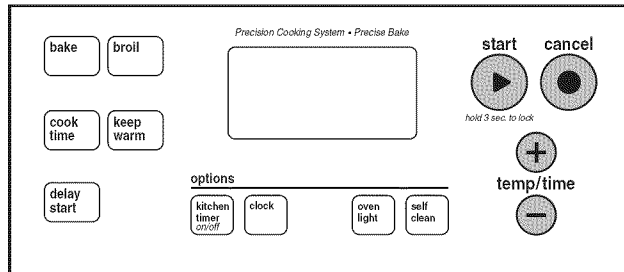 Precision Cooking System • Precise Bake
bake
broil
start
cancel
hold 3 sec. to lock
cook
time
keep
warm
temp/time
delay
start
options
kitchen
timer
on/off
clock
oven
light
self
clean